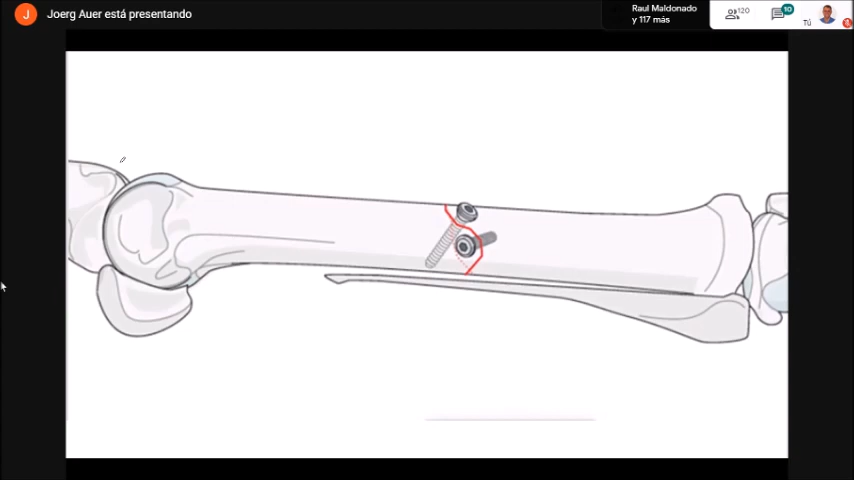 J
Joerg Auer está presentando
Raul Maldonado
y 117 más
120
10
Tú